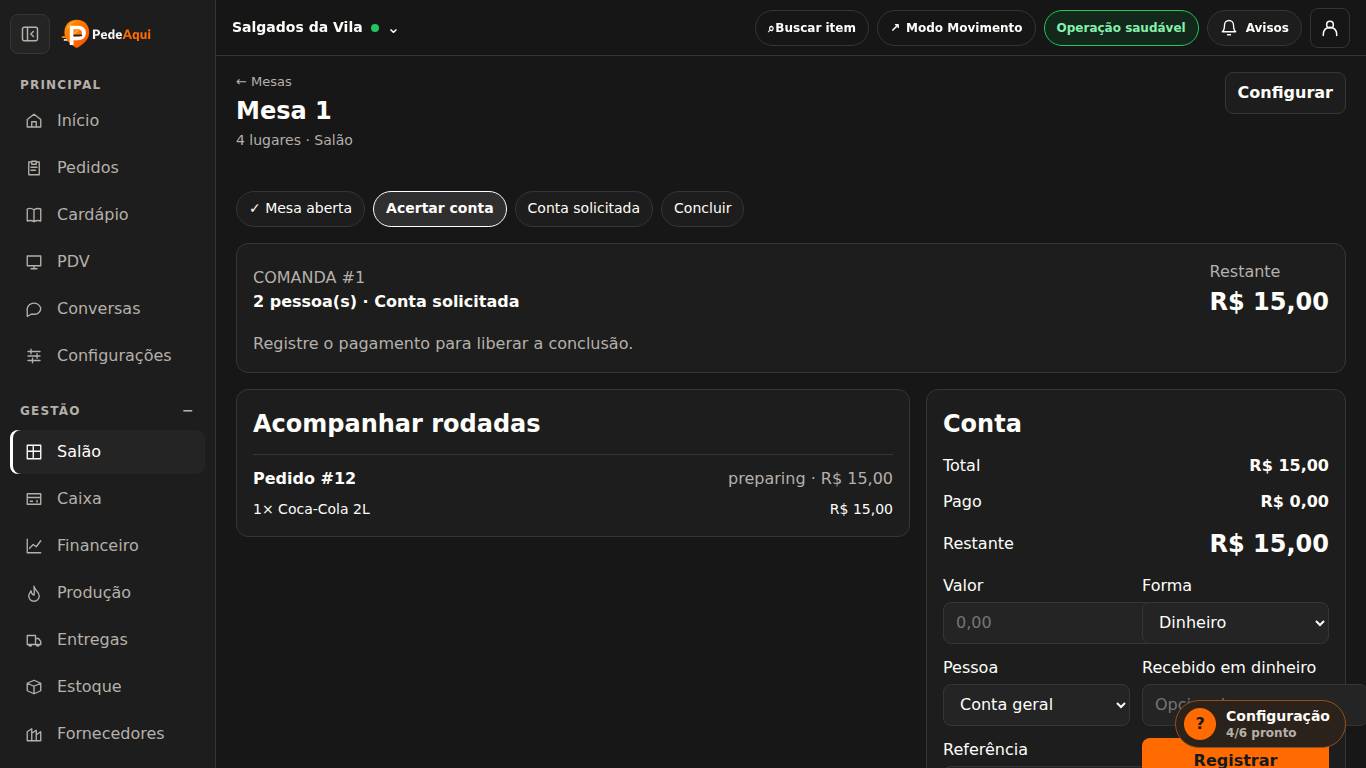 PedeAqui
PRINCIPAL
Início
Pedidos
Cardápio
PDV
Conversas
Configurações
GESTÃO −
Salão
Caixa
Financeiro
Produção
Entregas
Estoque
Fornecedores
Salgados da Vila
Buscar item
↗ Modo Movimento
Operação saudável
Avisos
← Mesas
Mesa 1
4 lugares · Salão
Configurar
✓ Mesa aberta
Acertar conta
Conta solicitada
Concluir
COMANDA #1
2 pessoa(s) · Conta solicitada
Registre o pagamento para liberar a conclusão.
Restante
R$ 15,00
Acompanhar rodadas
Pedido #12 preparing · R$ 15,00
1× Coca-Cola 2L R$ 15,00
Conta
Total R$ 15,00
Pago R$ 0,00
Restante R$ 15,00
Valor Forma
0,00 Dinheiro
Pessoa Recebido em dinheiro
Conta geral
Referência
Registrar
? Configuração
4/6 pronto